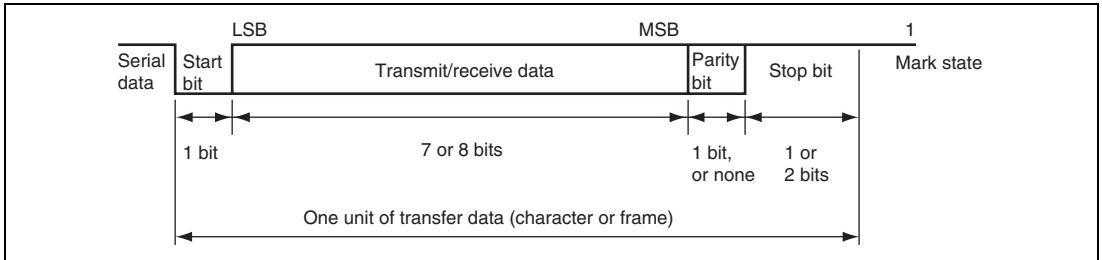 LSB
MSB
1
Serial
data
Start
bit
Transmit/receive data
Parity
bit
Stop bit
Mark state
1 bit
7 or 8 bits
1 bit,
or none
1 or
2 bits
One unit of transfer data (character or frame)